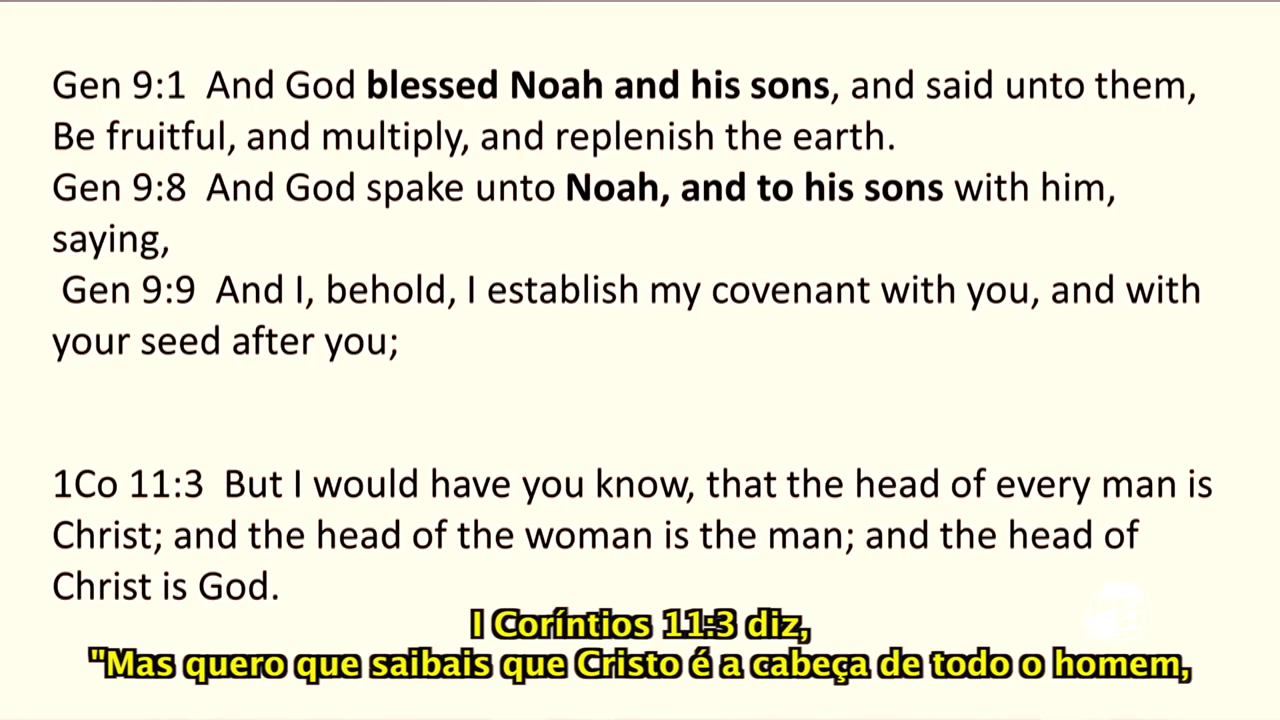 Gen 9:1  And God blessed Noah and his sons, and said unto them,
Be fruitful, and multiply, and replenish the earth.
Gen 9:8  And God spake unto Noah, and to his sons with him,
saying,
Gen 9:9  And I, behold, I establish my covenant with you, and with
your seed after you;
1Co 11:3  But I would have you know, that the head of every man is
Christ; and the head of the woman is the man; and the head of
Christ is God.
I Coríntios 11:3 diz,
"Mas quero que saibais que Cristo é a cabeça de todo o homem,